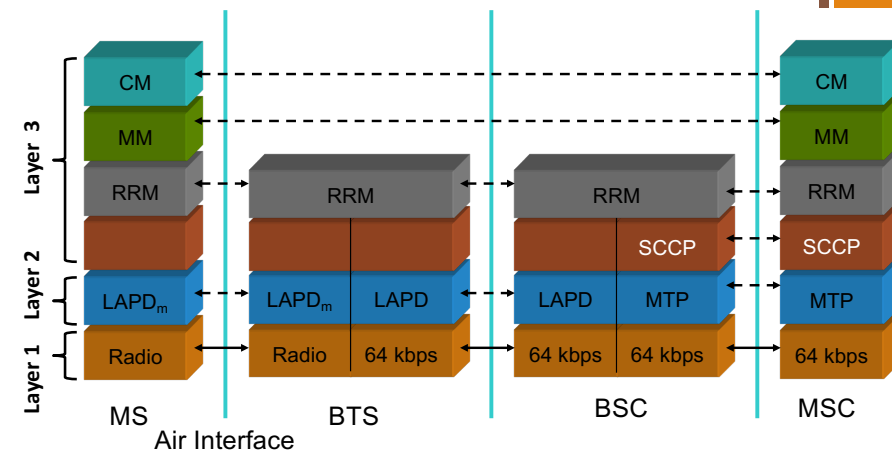 Layer 3
Layer 2
Layer 1
CM
CM
MM
MM
RRM
RRM
RRM
RRM
SCCP
SCCP
LAPDm
LAPDm
LAPD
LAPD
MTP
MTP
Radio
Radio
64 kbps
64 kbps
64 kbps
64 kbps
MS
BTS
BSC
MSC
Air Interface